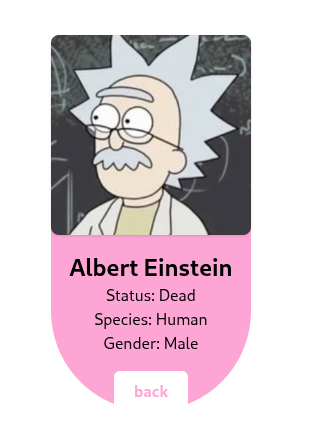 Albert Einstein
Status: Dead
Species: Human
Gender: Male
back